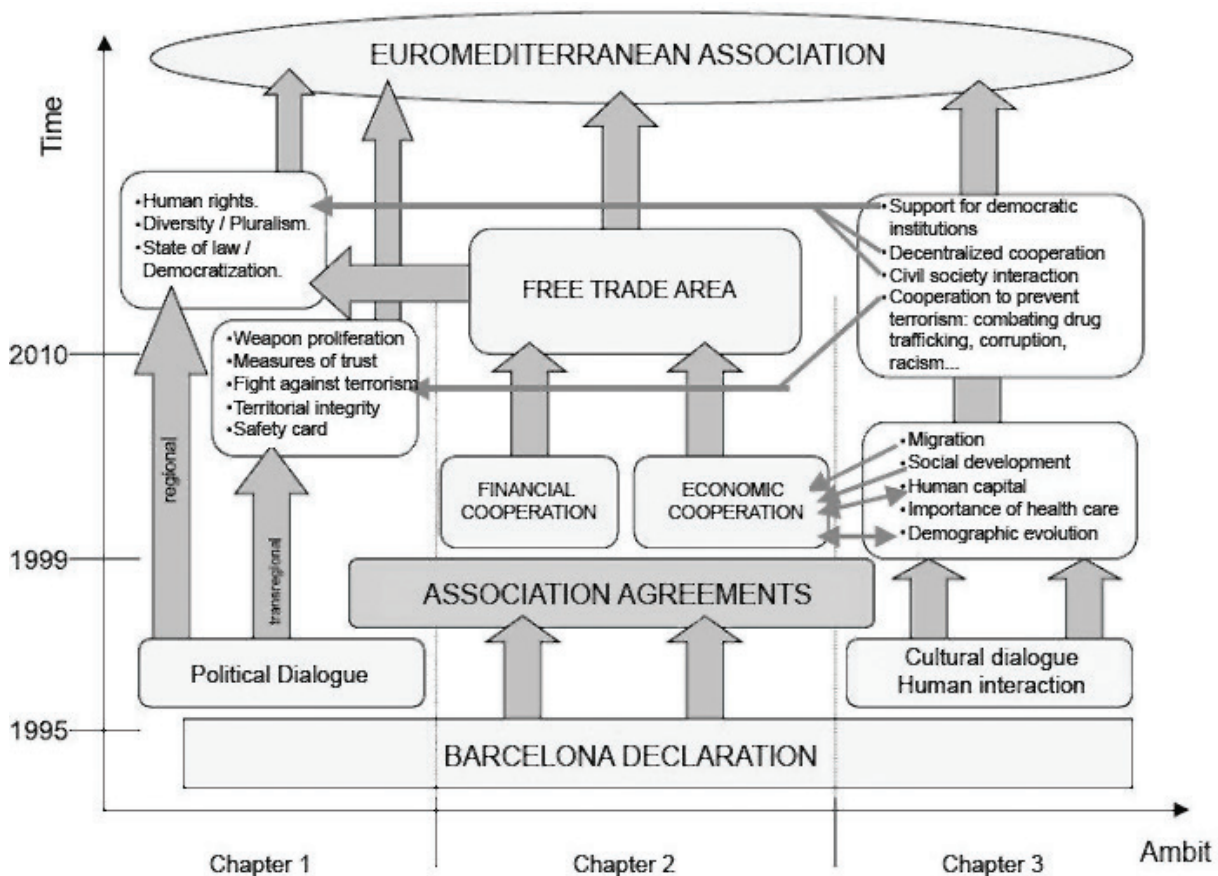 EUROMEDITERRANEAN ASSOCIATION
Time
•Human rights.
•Diversity / Pluralism.
•State of law /
Democratization.
•Support for democratic
institutions
•Decentralized cooperation
•Civil society interaction
•Cooperation to prevent
terrorism: combating drug
trafficking, corruption,
racism...
FREE TRADE AREA
2010
•Weapon proliferation
•Measures of trust
•Fight against terrorism
•Territorial integrity
•Safety card
regional
transregional
FINANCIAL
COOPERATION
ECONOMIC
COOPERATION
•Migration
•Social development
•Human capital
•Importance of health care
•Demographic evolution
1999
ASSOCIATION AGREEMENTS
Political Dialogue
Cultural dialogue
Human interaction
1995
BARCELONA DECLARATION
Chapter 1
Chapter 2
Chapter 3
Ambit